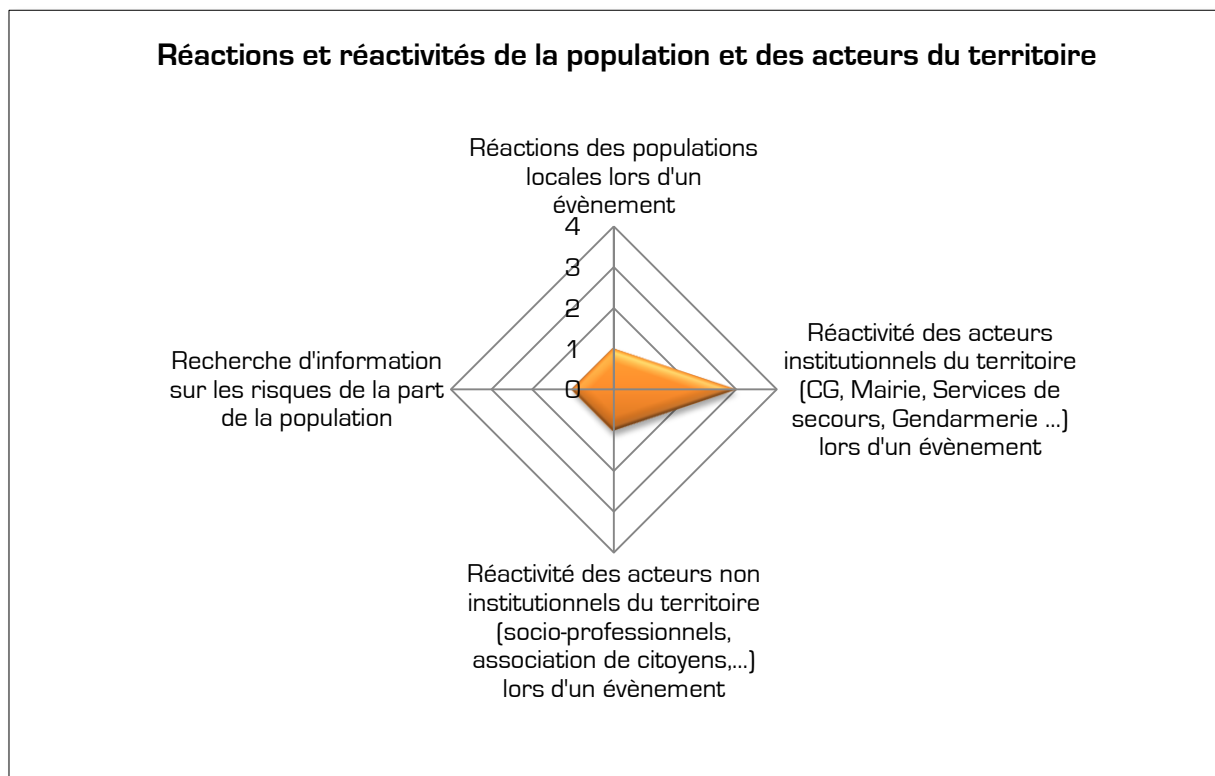 Réactions et réactivités de la population et des acteurs du territoire
Réactions des populations
locales lors d'un
évènement
4
3
2
1
0
Réactivité des acteurs
institutionnels du territoire
(CG, Mairie, Services de
secours, Gendarmerie ...)
lors d'un évènement
Réactivité des acteurs non
institutionnels du territoire
(socio-professionnels,
association de citoyens,...)
lors d'un évènement
Recherche d'information
sur les risques de la part
de la population